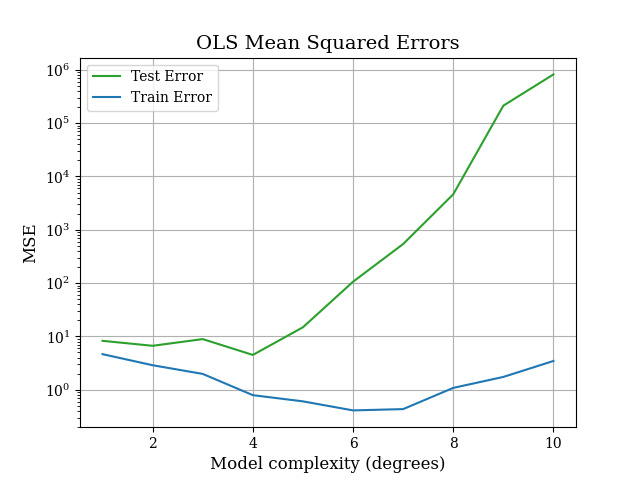 OLS Mean Squared Errors
Test Error
Train Error
MSE
10^6
10^5
10^4
10^3
10^2
10^1
10^0
2 4 6 8 10
Model complexity (degrees)